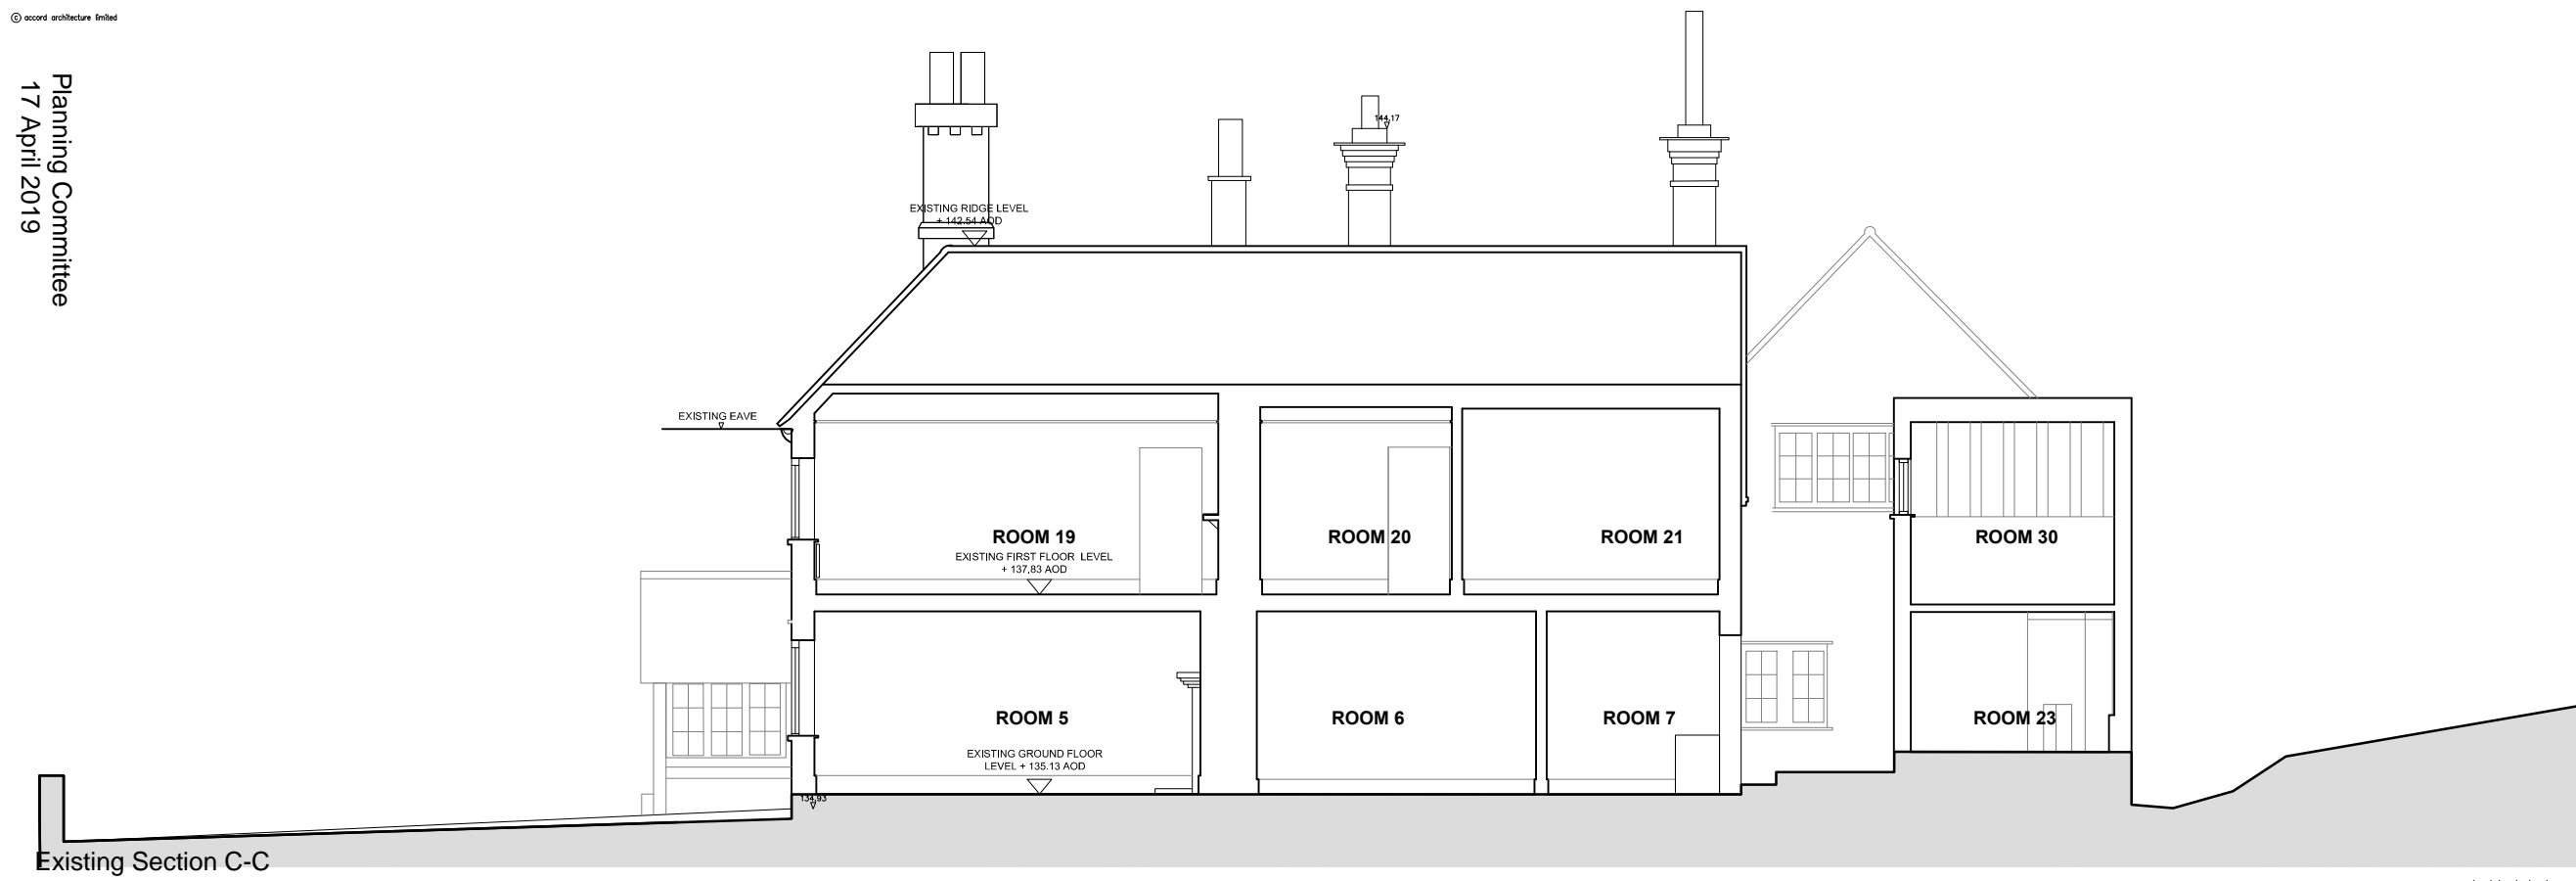 © accord architecture limited
Planning Committee
17 April 2019
144.17
EXISTING RIDGE LEVEL
+ 142.54 AOD
EXISTING EAVE
ROOM 19
ROOM 20
ROOM 21
ROOM 30
EXISTING FIRST FLOOR LEVEL
+ 137,83 AOD
ROOM 5
ROOM 6
ROOM 7
ROOM 23
EXISTING GROUND FLOOR
LEVEL + 135.13 AOD
134.93
Existing Section C-C